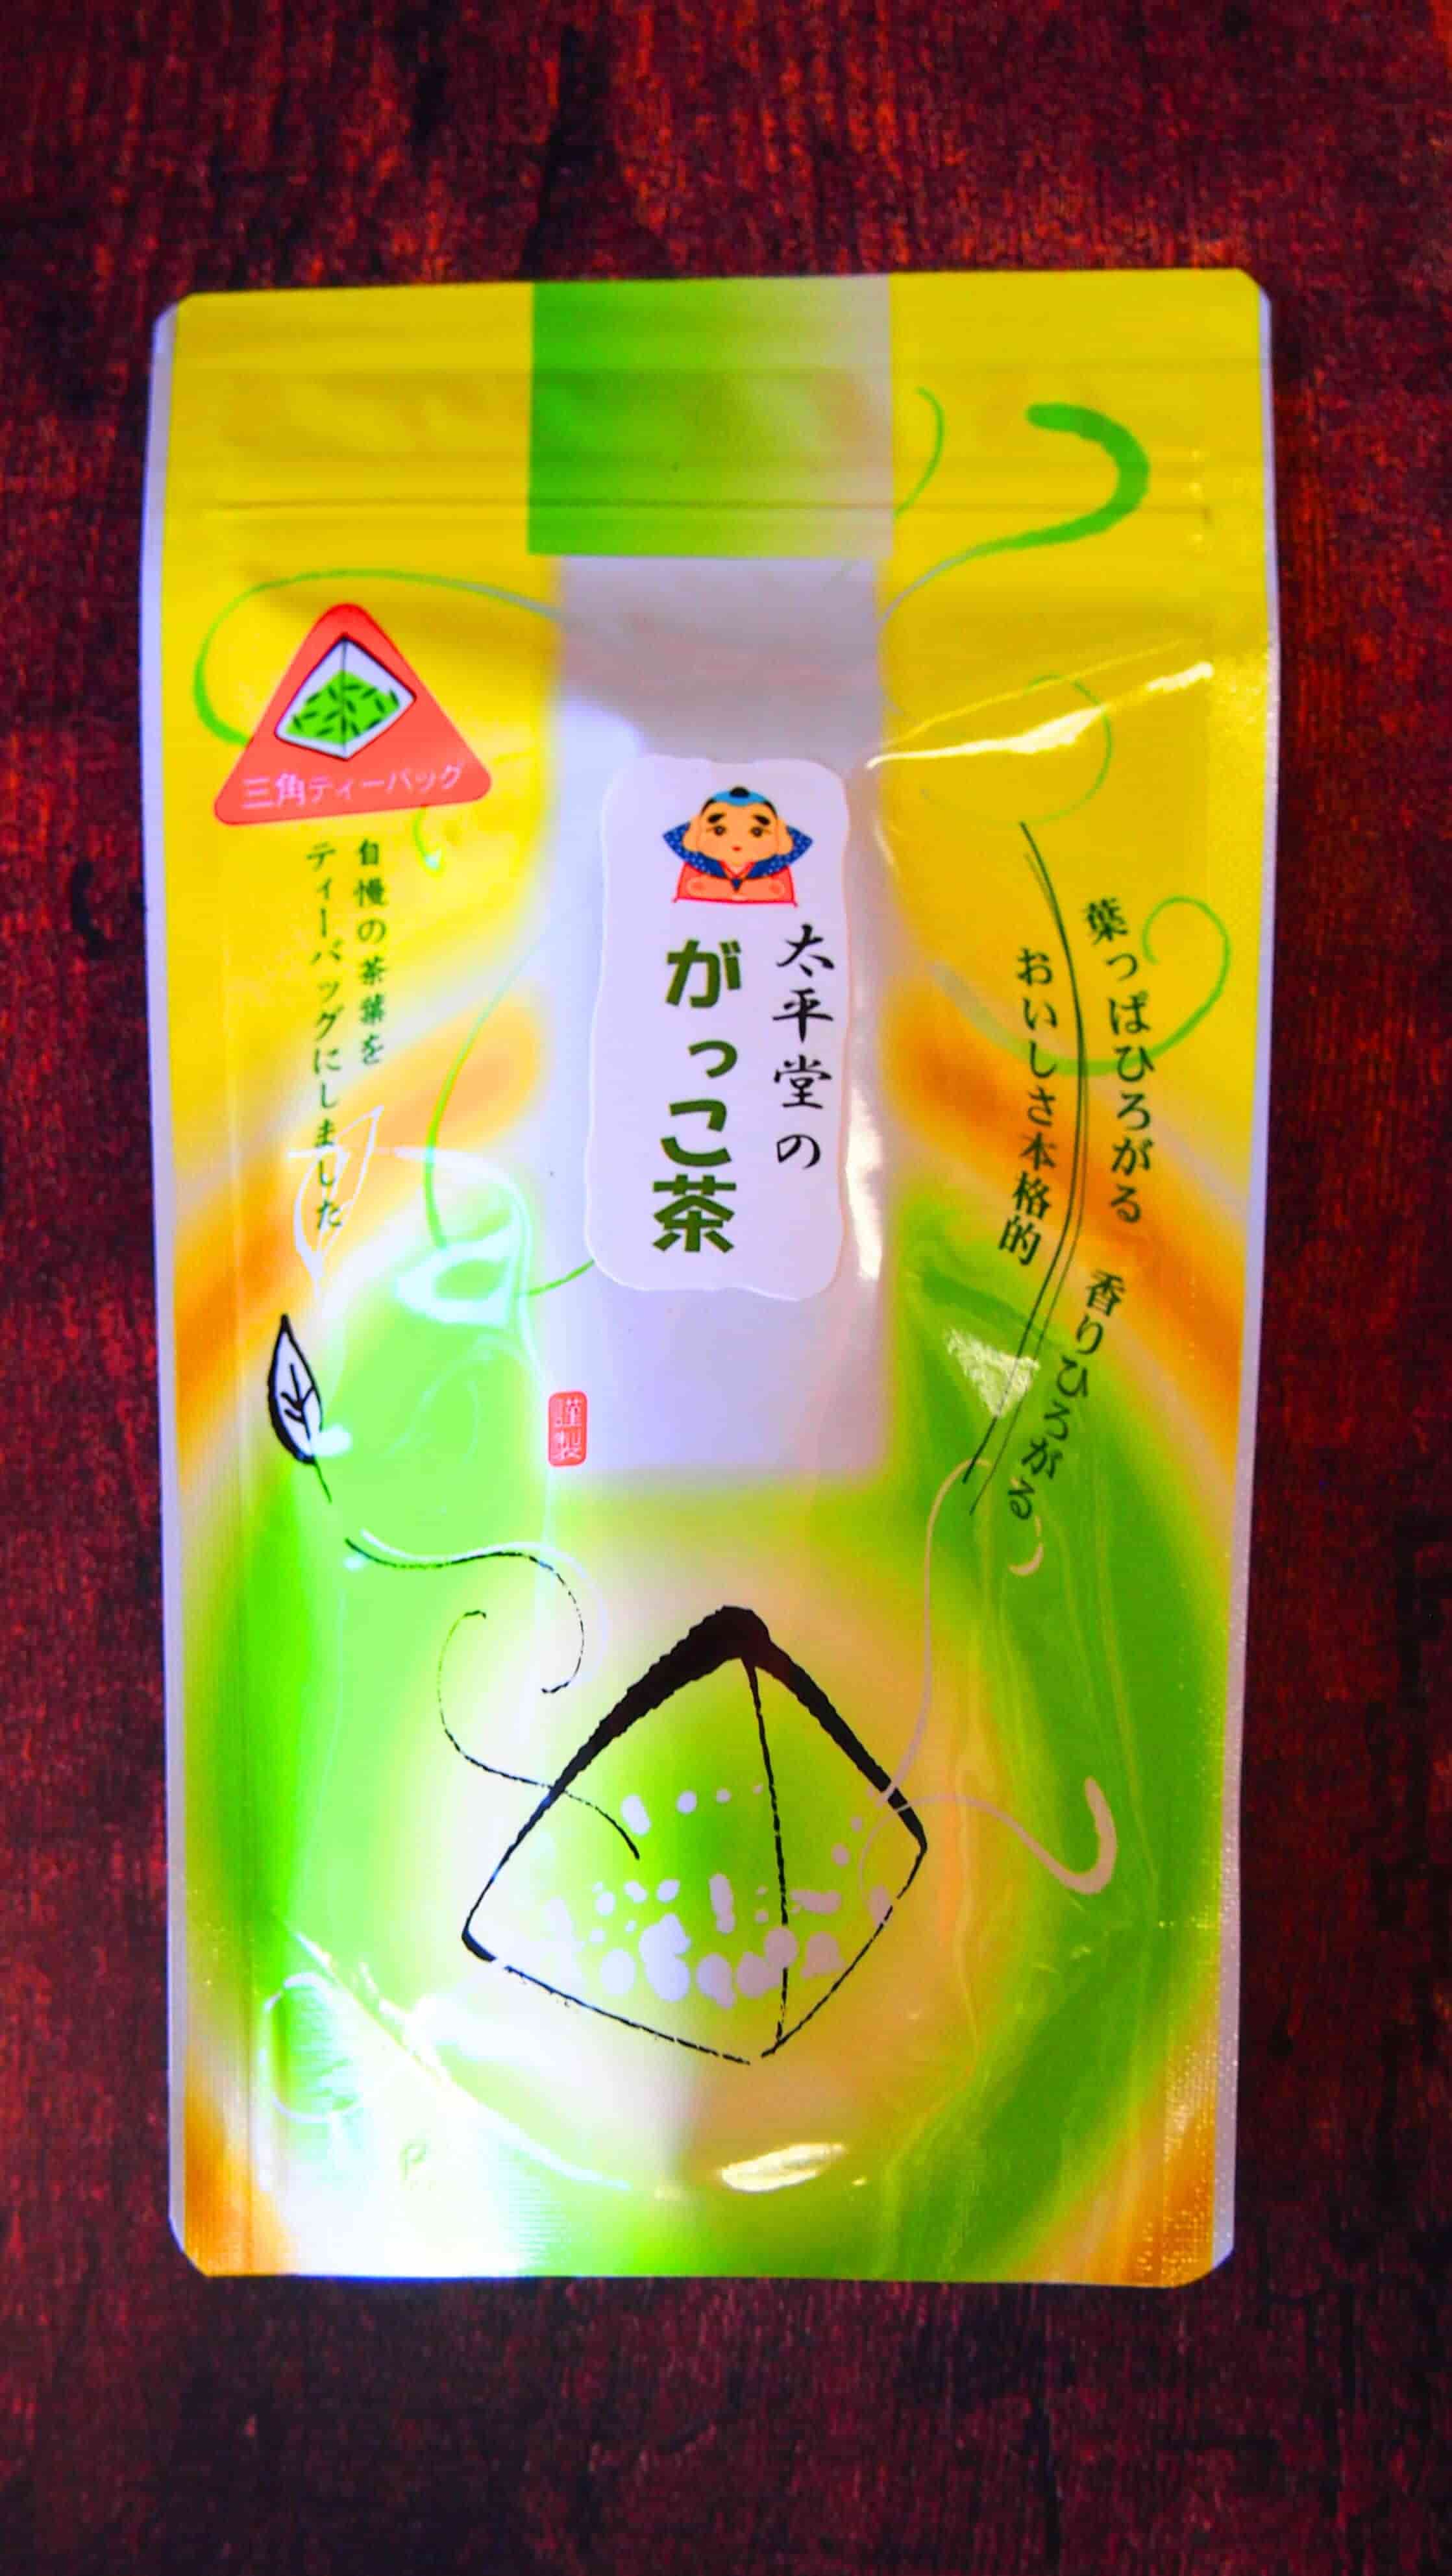 三角ティーバッグ
自慢の茶葉を
ティーバッグにしました
太平堂の
がっこ茶
謹製
葉っぱひろがる
おいしさ本格的
香りひろがる